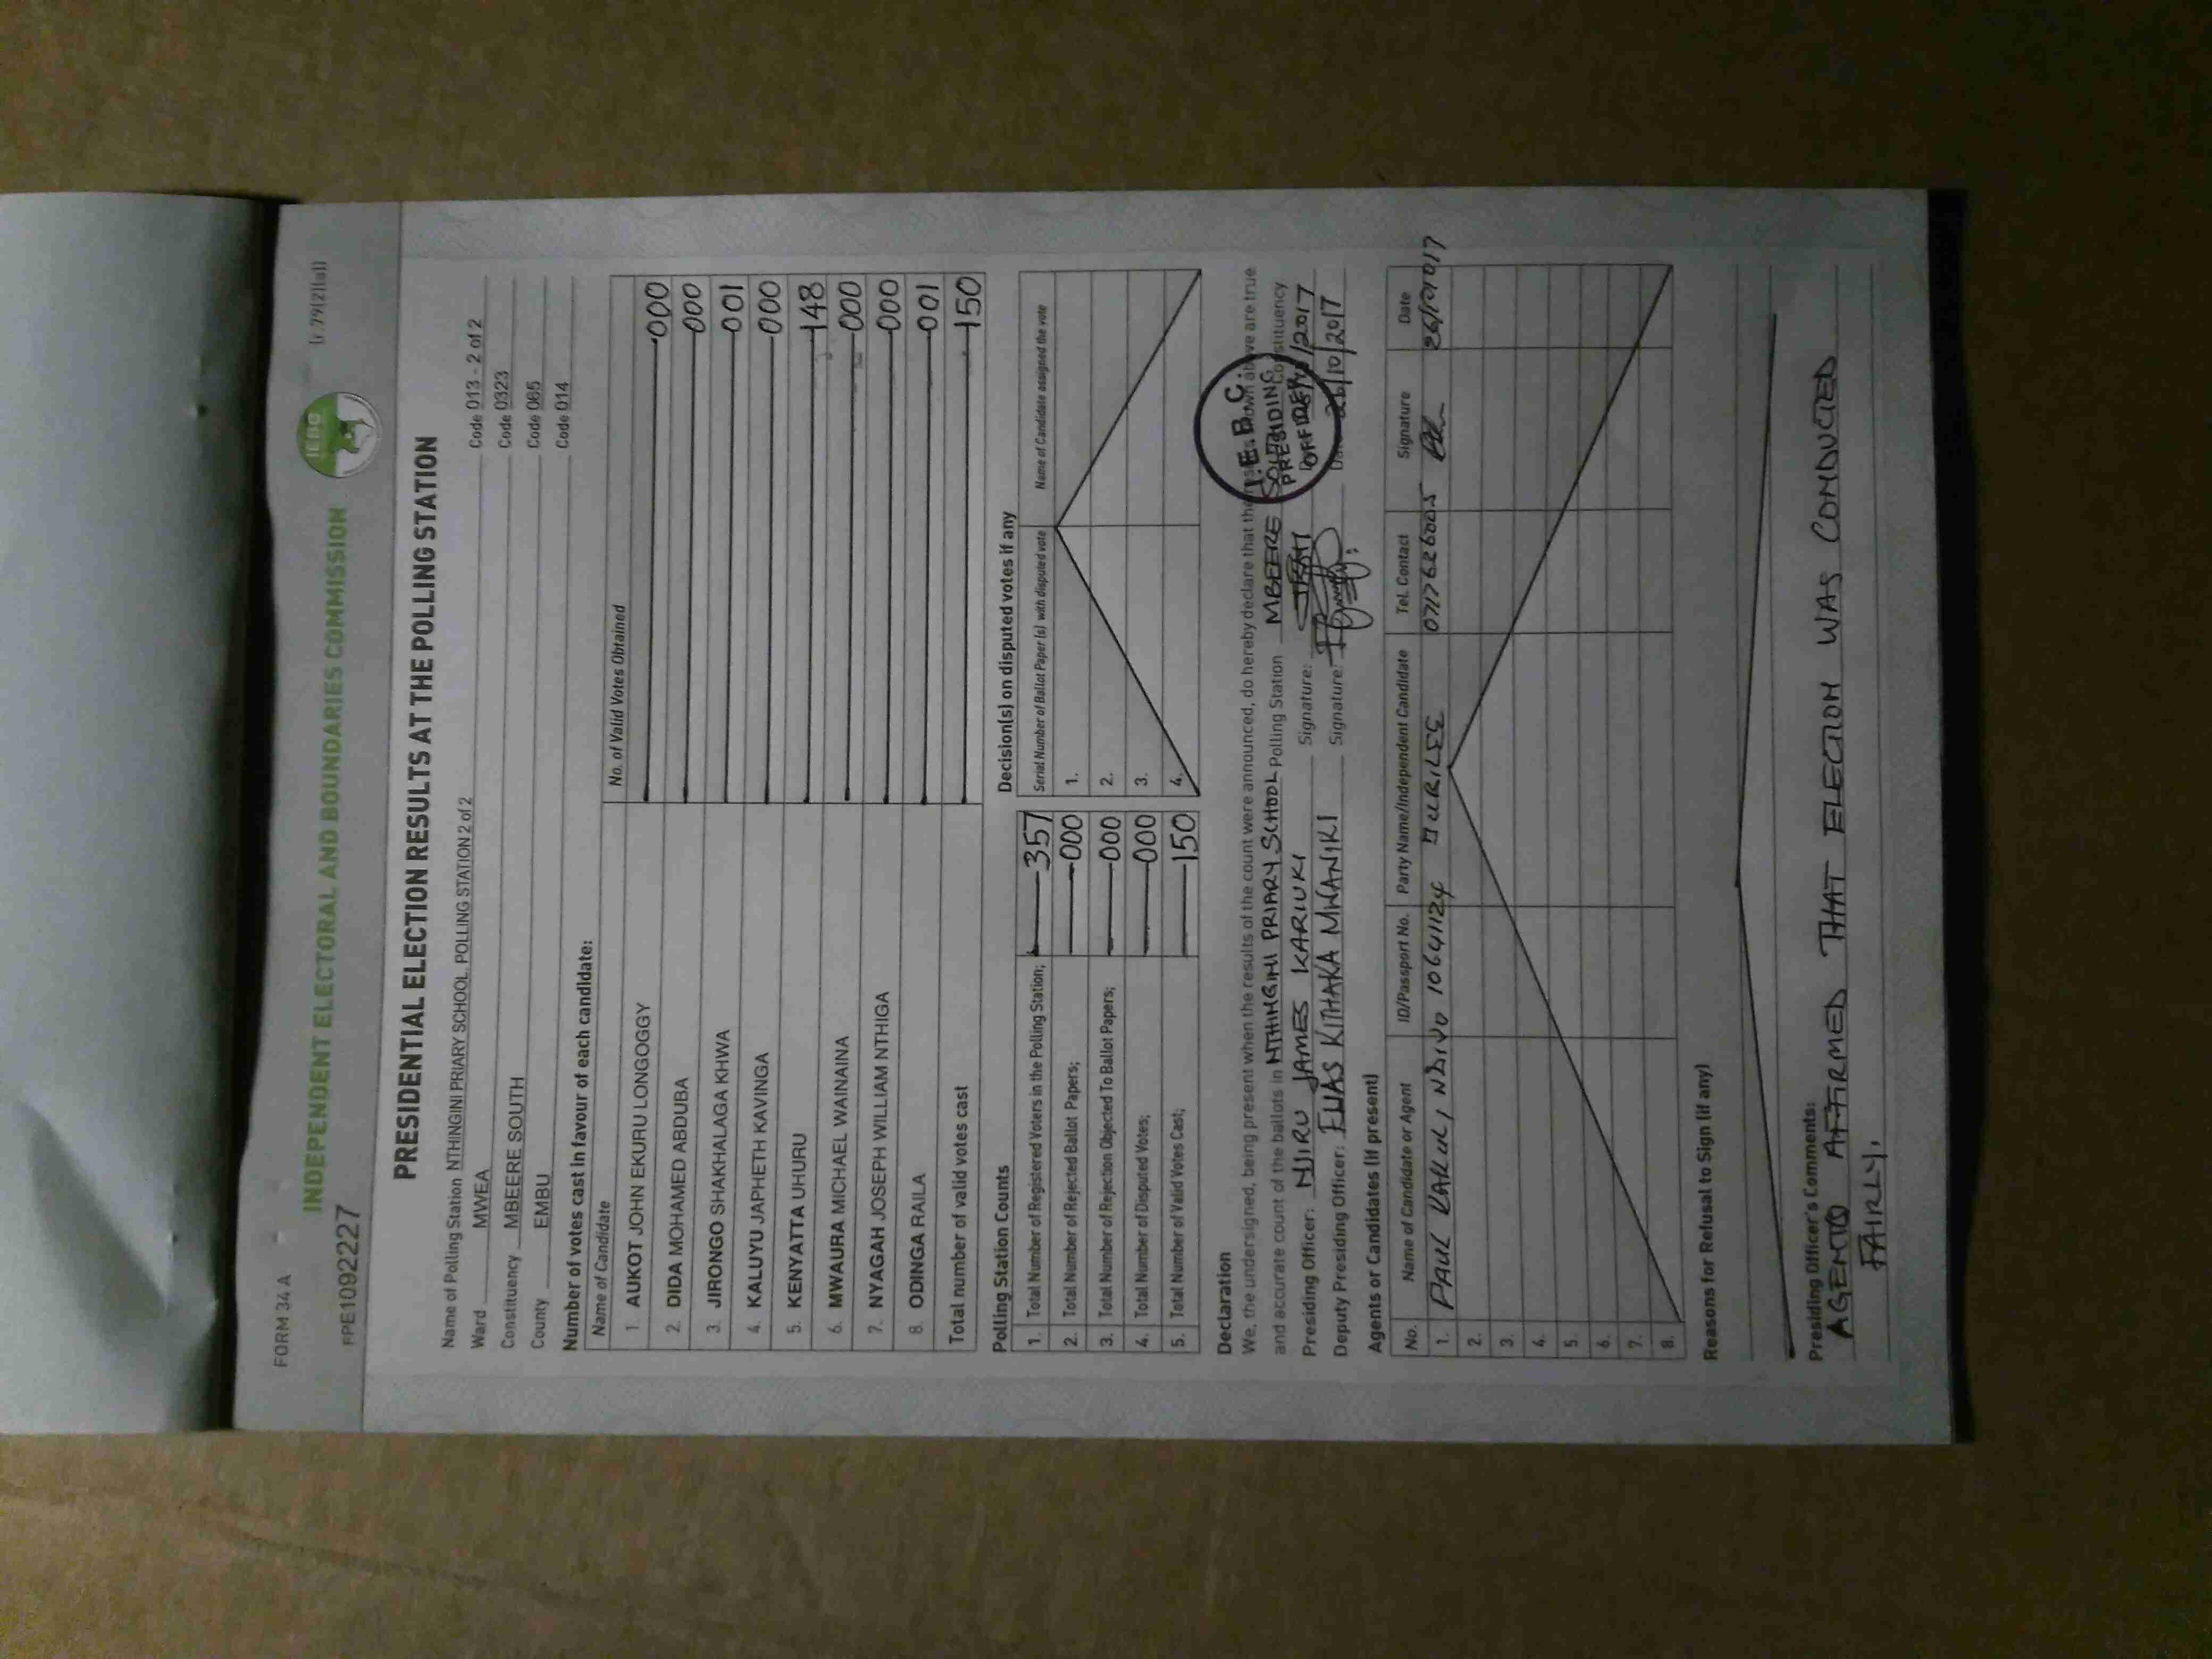 FORM 34 A
[r 79(2)(a)]
IEBC
INDEPENDENT ELECTORAL AND BOUNDARIES COMMISSION
FPE1092227
PRESIDENTIAL ELECTION RESULTS AT THE POLLING STATION
Name of Polling Station NTHINGINI PRIARY SCHOOL, POLLING STATION 2 of 2 Code 013 - 2 of 2
Ward MVEA Code 0323
Constituency MBEERE SOUTH Code 065
County EMBU Code 014
Number of votes cast in favour of each candidate:
Name of Candidate No. of Valid Votes Obtained
1. AUKOT JOHN EKURU LONGOGGY 000
2. DIDA MOHAMED ABDUBA 000
3. JIRONGO SHAKHALAGA KHWA 001
4. KALUYU JAPHETH KAVINGA 000
5. KENYATTA UHURU 148
6. MWAURA MICHAEL WAINAINA 000
7. NYAGAH JOSEPH WILLIAM NTHIGA 000
8. ODINGA RAILA 001
Total number of valid votes cast 150
Polling Station Counts
1. Total Number of Registered Voters in the Polling Station; 357
2. Total Number of Rejected Ballot Papers; 000
3. Total Number of Rejection Objected To Ballot Papers; 000
4. Total Number of Disputed Votes; 000
5. Total Number of Valid Votes Cast; 150
Decision(s) on disputed votes if any
Serial Number of Ballot Paper (s) with disputed vote Name of Candidate assigned the vote
1.
2.
3.
4.
Declaration
We, the undersigned, being present when the results of the count were announced, do hereby declare that the results shown above are true
and accurate count of the ballots in NTHINGINI PRIARY SCHOOL Polling Station MBEERE SOUTH Constituency
Presiding Officer: NJIRU JAMES KARIUKI Signature: /2017
Deputy Presiding Officer: ELIAS KITHAKA MWANIKI Signature: Date 26/10/2017
I.E.B.C.
PRESIDING
OFFICER
Agents or Candidates (if present)
No. Name of Candidate or Agent ID/Passport No. Party Name/Independent Candidate Tel. Contact Signature Date
1. PAUL 10641124 JUBILEE 0717626005
2.
3.
4.
5.
6.
7.
8.
Reasons for Refusal to Sign (if any)
Presiding Officer's Comments:
AGENTS AFFIRMED THAT ELECTION WAS CONDUCTED
FAIRLY.